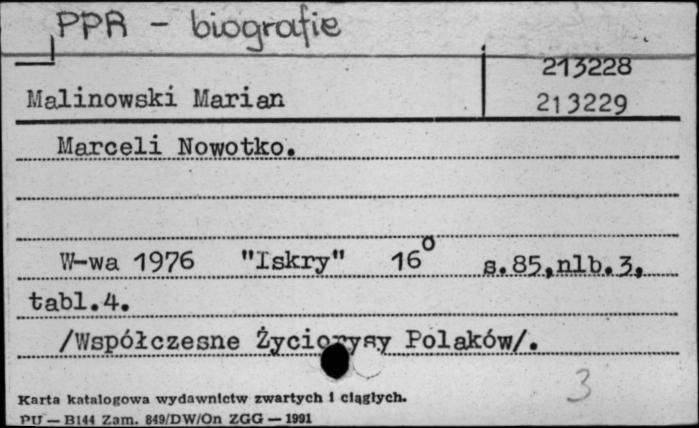 PPR - biografie
213228
Malinowski Marian 213229
Marceli Nowotko.
W-wa 1976 "Iskry" 16° s.85,nlb.3,
tabl.4.
/Współczesne Życiorysy Polaków/.
3
Karta katalogowa wydawnictw zwartych i ciągłych.
PU — B144 Zam. 849/DW/On ZGG — 1991